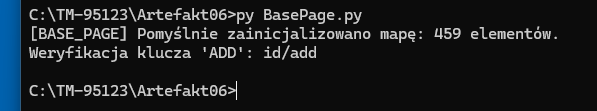 C:\TM-95123\Artefakt06>py BasePage.py
[BASE_PAGE] Pomyślnie zainicjalizowano mapę: 459 elementów.
Weryfikacja klucza 'ADD': id/add
C:\TM-95123\Artefakt06>